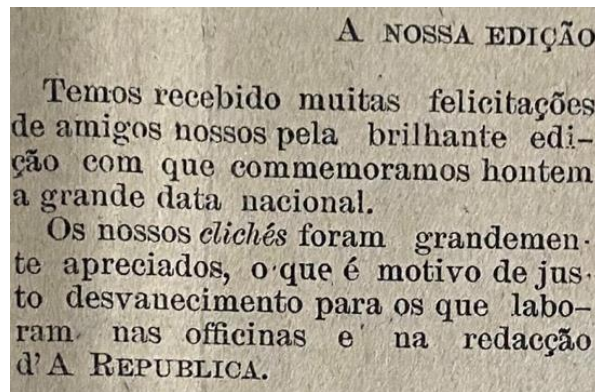 A NOSSA EDIÇÃO
Temos recebido muitas felicitações
de amigos nossos pela brilhante edi-
ção com que commemoramos hontem
a grande data nacional.
Os nossos clichés foram grandemen-
te apreciados, o que é motivo de jus-
to desvanecimento para os que labo-
ram nas officinas e na redacção
d'A REPUBLICA.